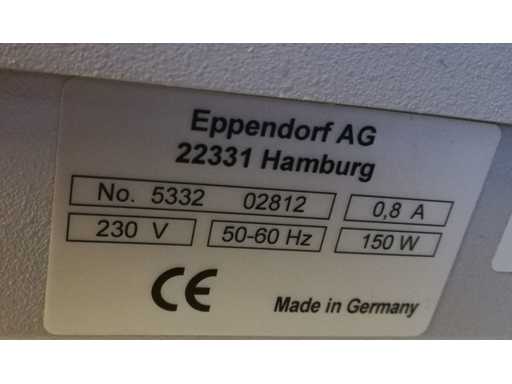 Eppendorf AG
22331 Hamburg
No. 5332 02812 0,8 A
230 V 50-60 Hz 150 W
CE Made in Germany